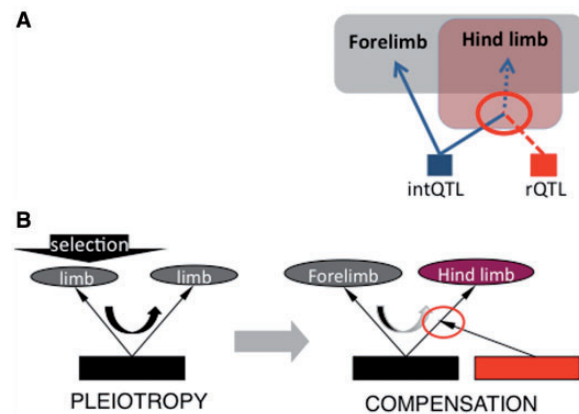 A
Forelimb
Hind limb
intQTL
rQTL
B
selection
limb
limb
Forelimb
Hind limb
PLEIOTROPY
COMPENSATION